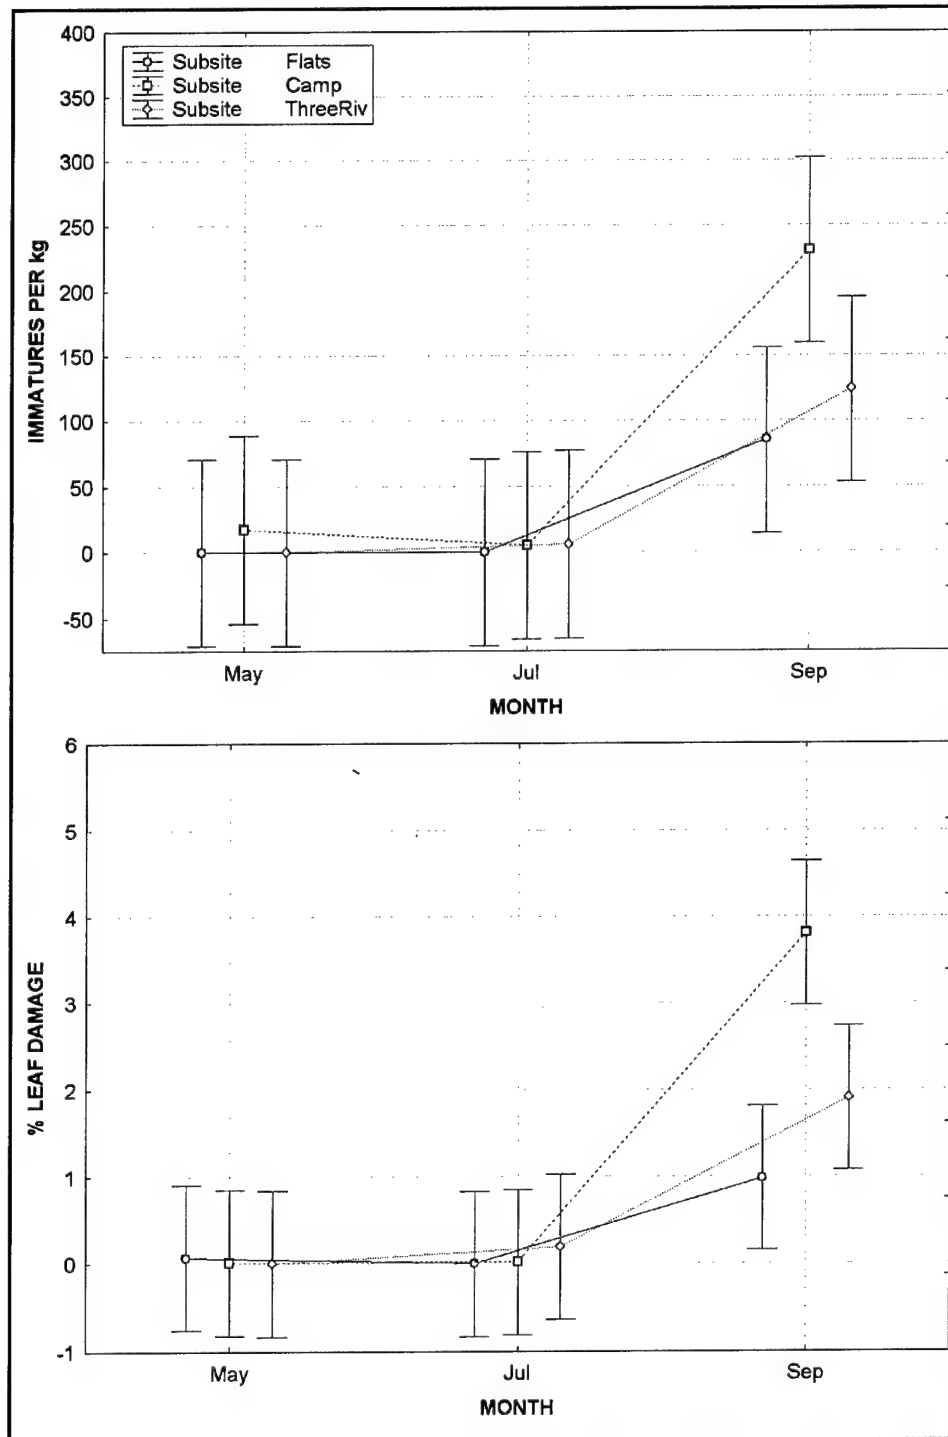 400
350
300
250
200
150
100
50
0
-50
IMMATURES PER kg
Subsite Flats
Subsite Camp
Subsite ThreeRiv
May Jul Sep
MONTH
6
5
4
3
2
1
0
-1
% LEAF DAMAGE
May Jul Sep
MONTH